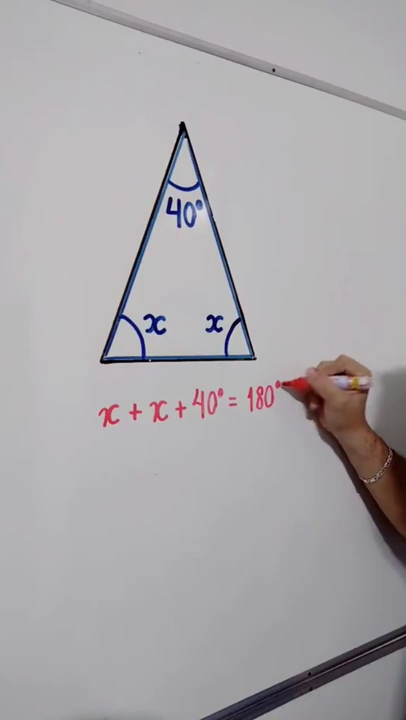 40°
x x
x + x + 40° = 180°